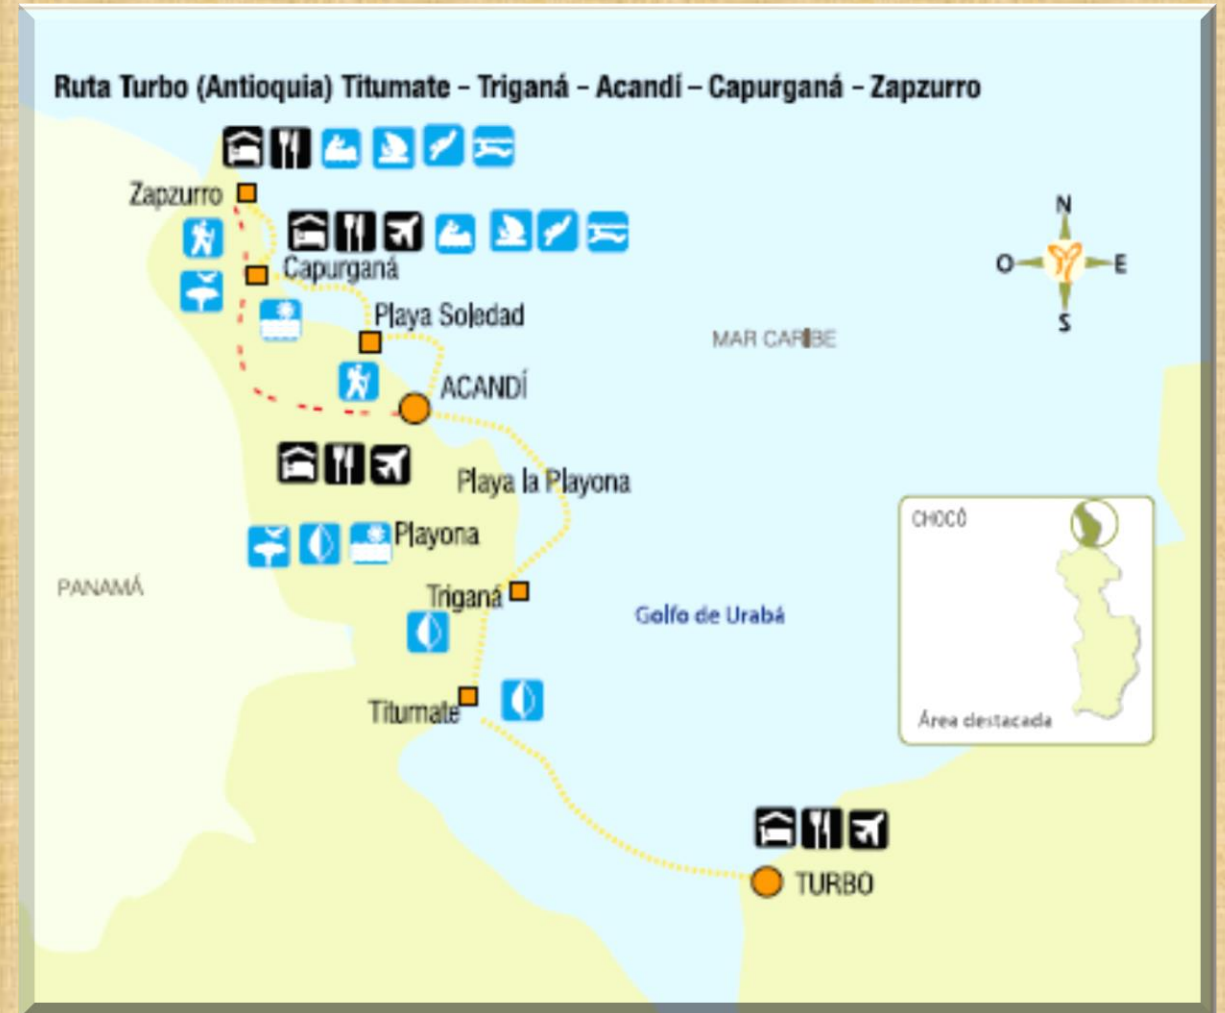 Ruta Turbo (Antioquia) Titumate - Triganá - Acandí - Capurganá - Zapzurro
Zapzurro
N
O
E
S
Capurganá
Playa Soledad
MAR CARIBE
ACANDÍ
Playa la Playona
CHOCÔ
Playona
PANAMÁ
Triganá
Golfo de Urabá
Titumate
Área destacada
TURBO